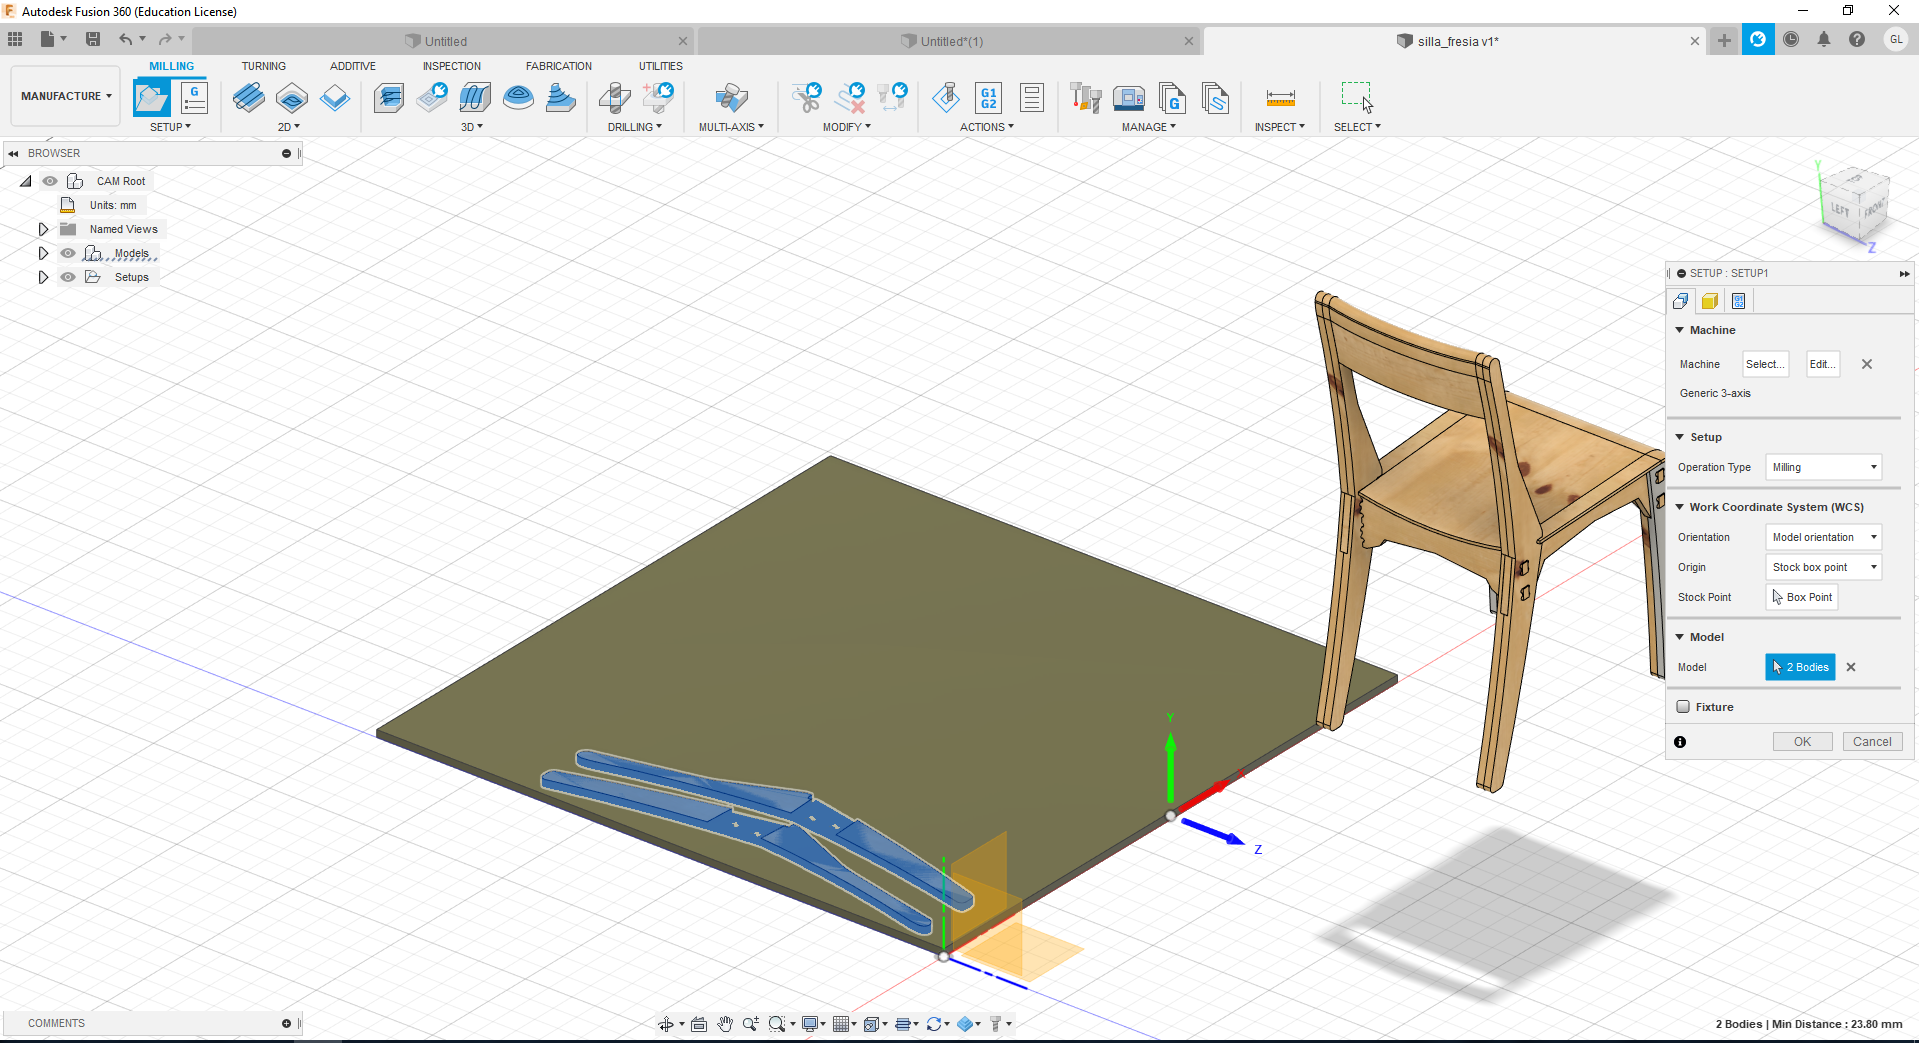 Autodesk Fusion 360 (Education License)
Untitled
Untitled*(1)
silla_fresia v1*
GL
MANUFACTURE
MILLING
TURNING
ADDITIVE
INSPECTION
FABRICATION
UTILITIES
G
G1
G2
G
SETUP
2D
3D
DRILLING
MULTI-AXIS
MODIFY
ACTIONS
MANAGE
INSPECT
SELECT
BROWSER
CAM Root
Units: mm
Named Views
Models
Setups
Y
LEFT
FRONT
Z
SETUP : SETUP1
G1
G2
Machine
Machine
Select...
Edit...
Generic 3-axis
Setup
Operation Type
Milling
Work Coordinate System (WCS)
Orientation
Model orientation
Origin
Stock box point
Stock Point
Box Point
Model
Model
2 Bodies
Fixture
OK
Cancel
Y
X
Z
COMMENTS
2 Bodies | Min Distance : 23.80 mm